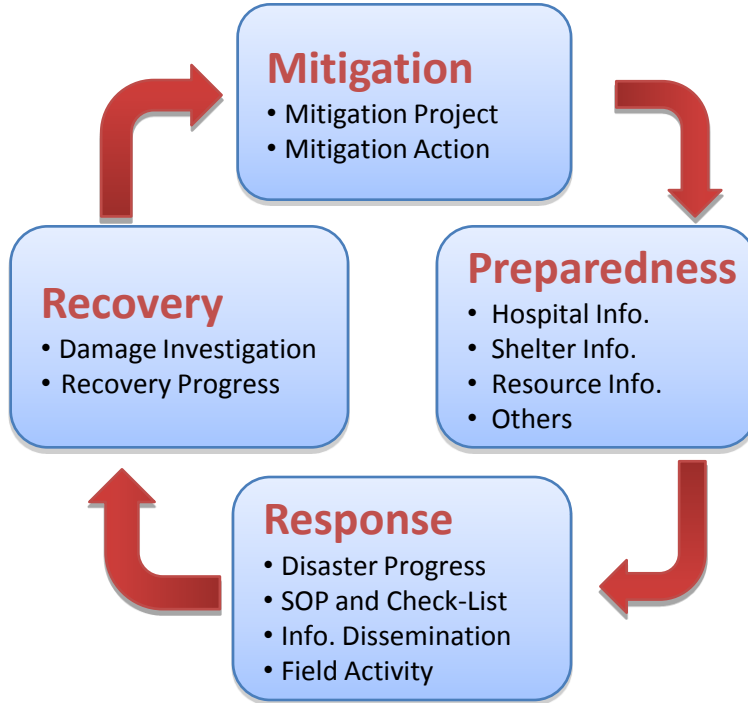 Mitigation
• Mitigation Project
• Mitigation Action
Preparedness
• Hospital Info.
• Shelter Info.
• Resource Info.
• Others
Response
• Disaster Progress
• SOP and Check-List
• Info. Dissemination
• Field Activity
Recovery
• Damage Investigation
• Recovery Progress